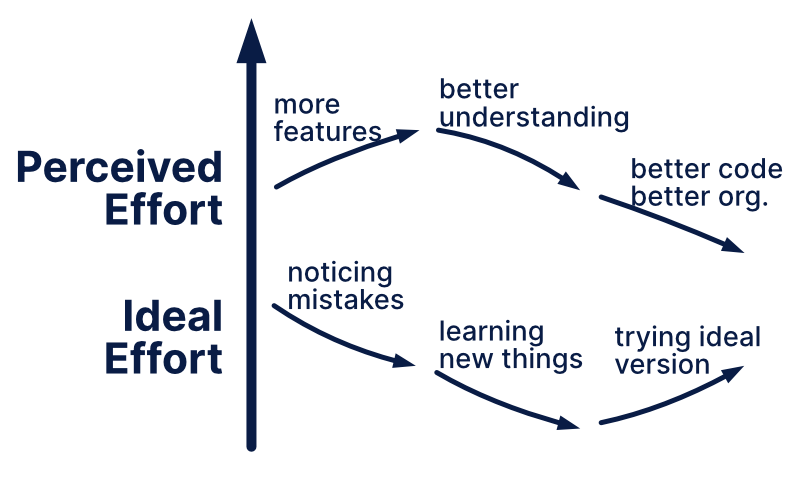 more
features
better
understanding
better code
better org.
Perceived
Effort
noticing
mistakes
learning
new things
trying ideal
version
Ideal
Effort